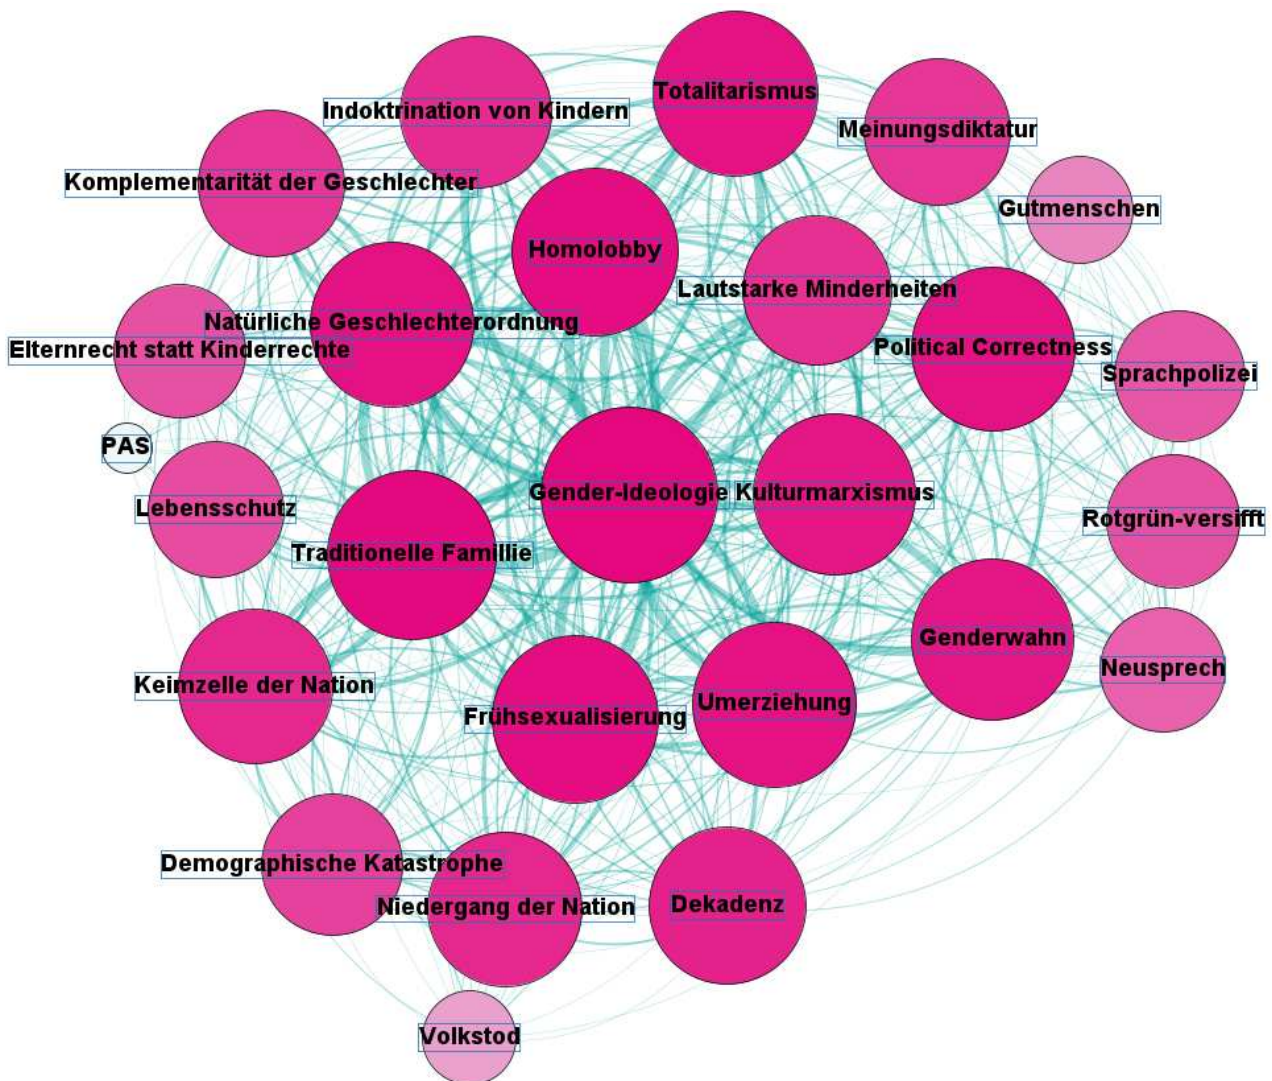 Totalitarismus
Indoktrination von Kindern
Meinungsdiktatur
Komplementarität der Geschlechter
Gutmenschen
Homolobby
Lautstarke Minderheiten
Natürliche Geschlechterordnung
Elternrecht statt Kinderrechte
Political Correctness
Sprachpolizei
PAS
Gender-Ideologie
Kulturmarxismus
Lebensschutz
Rotgrün-versifft
Traditionelle Famillie
Genderwahn
Neusprech
Keimzelle der Nation
Frühsexualisierung
Umerziehung
Demographische Katastrophe
Niedergang der Nation
Dekadenz
Volkstod